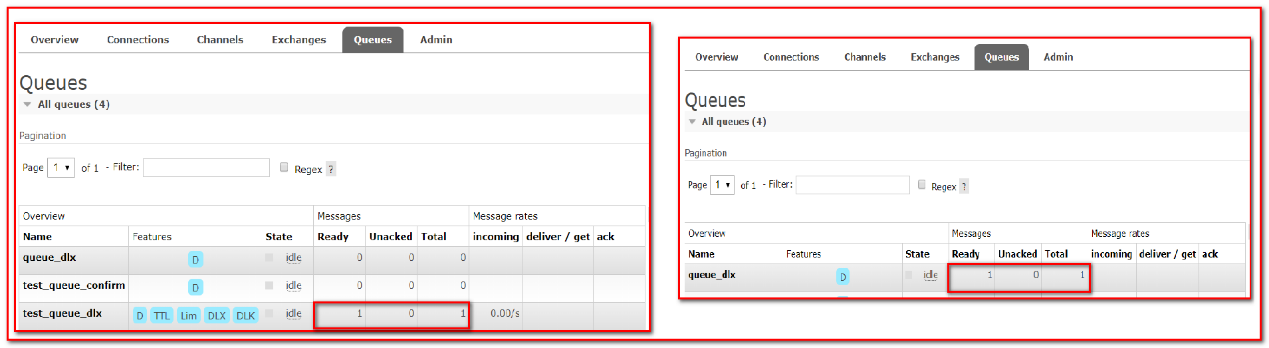 Overview Connections Channels Exchanges Queues Admin
Queues
All queues (4)
Pagination
Page 1 of 1 - Filter: Regex ?
Overview Messages Message rates
Name Features State Ready Unacked Total incoming deliver / get ack
queue_dlx D idle 0 0 0
test_queue_confirm D idle 0 0 0
test_queue_dlx D TTL Lim DLX DLK idle 1 0 1 0.00/s
Overview Connections Channels Exchanges Queues Admin
Queues
All queues (4)
Pagination
Page 1 of 1 - Filter: Regex ?
Overview Messages Message rates
Name Features State Ready Unacked Total incoming deliver / get ack
queue_dlx D idle 1 0 1